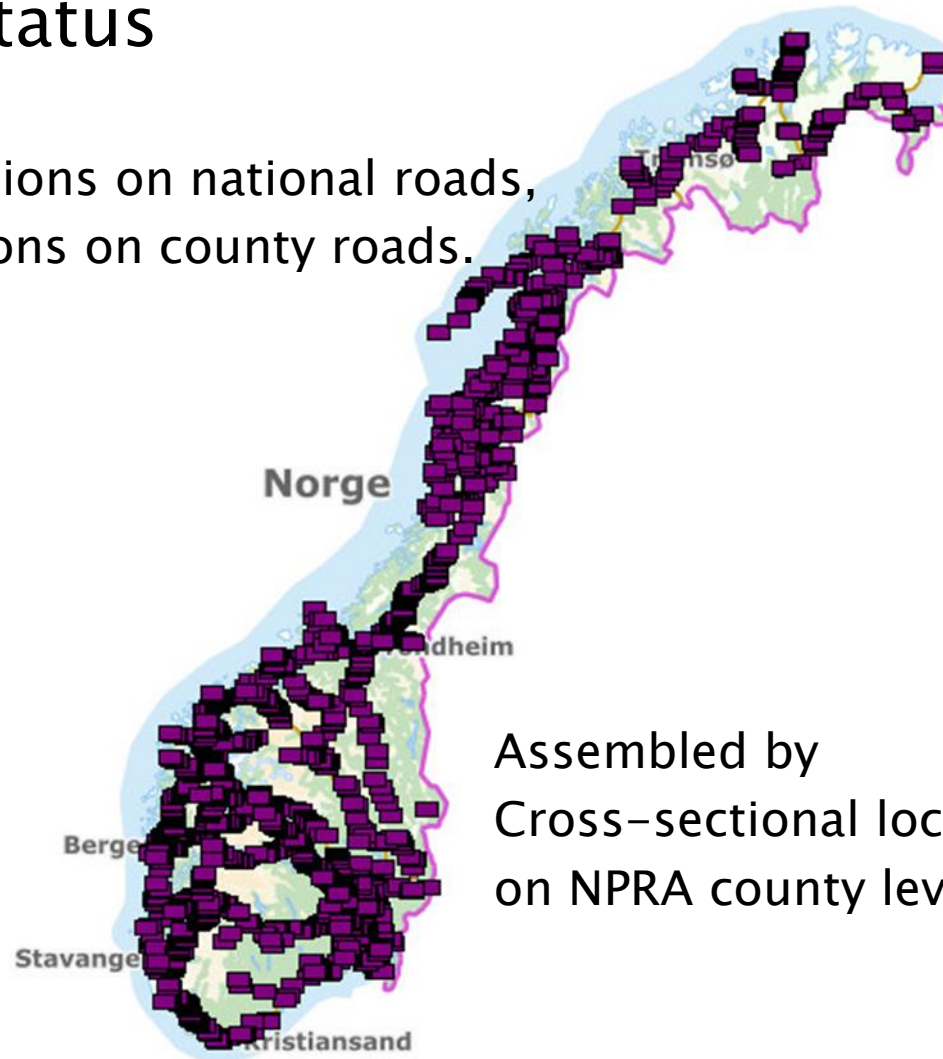 tatus
ions on national roads,
ons on county roads.
Tromsø
Norge
ndheim
Assembled by
Cross-sectional loc
on NPRA county lev
Berge
Stavange
Kristiansand